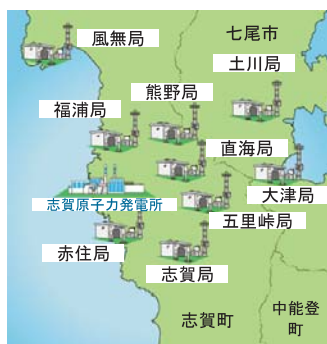 風無局
七尾市
土川局
熊野局
福浦局
直海局
大津局
志賀原子力発電所
五里峠局
赤住局
志賀局
中能登
町
志賀町